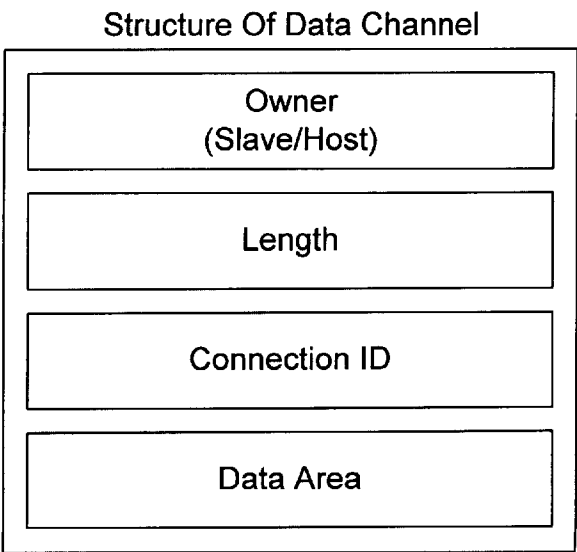 Structure Of Data Channel
Owner
(Slave/Host)
Length
Connection ID
Data Area